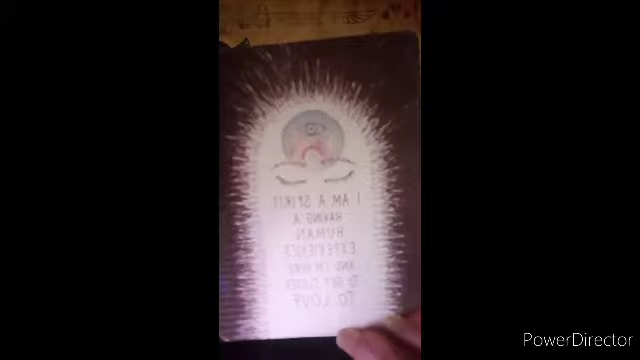 I AM A SPIRIT
HAVING A
HUMAN
EXPERIENCE
AND I'M HERE
TO GET CLOSER
TO LOVE
PowerDirector